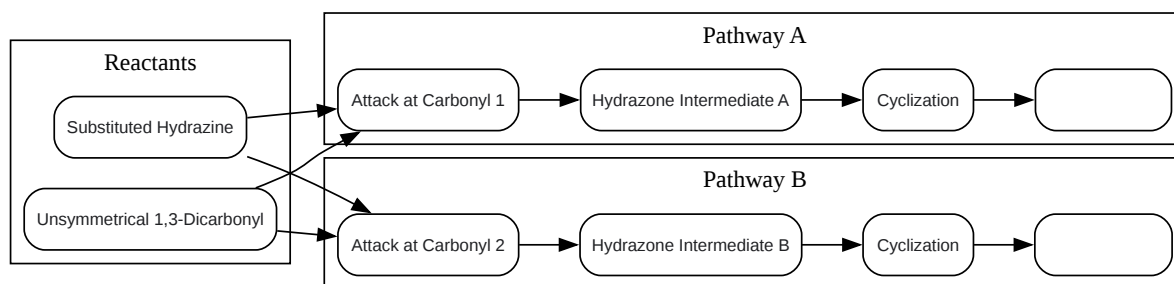 Reactants
Substituted Hydrazine
Unsymmetrical 1,3-Dicarbonyl
Pathway A
Attack at Carbonyl 1
Hydrazone Intermediate A
Cyclization
Pathway B
Attack at Carbonyl 2
Hydrazone Intermediate B
Cyclization